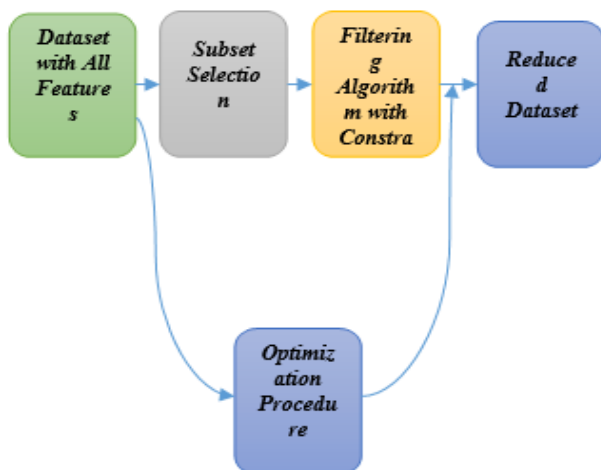 Dataset
with All
Feature
s
Subset
Selectio
n
Filterin
g
Algorith
m with
Constra
Reduce
d
Dataset
Optimiz
ation
Procedu
re